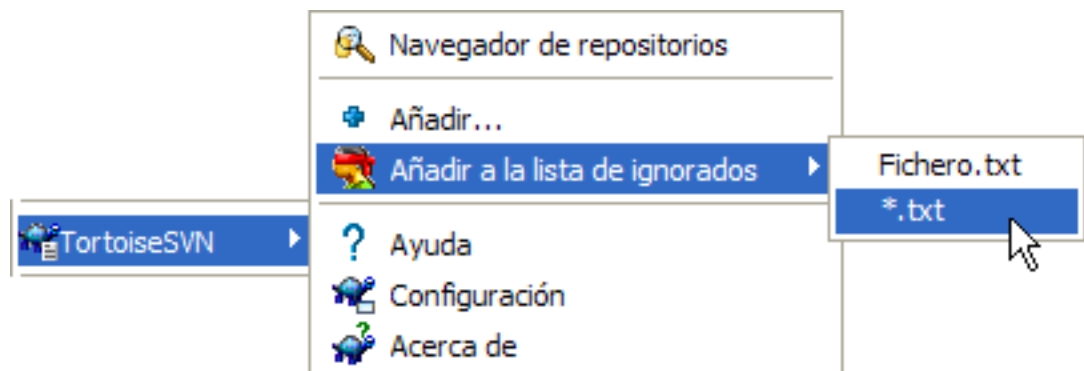 TortoiseSVN
Navegador de repositorios
Añadir...
Añadir a la lista de ignorados
Fichero.txt
*.txt
Ayuda
Configuración
Acerca de